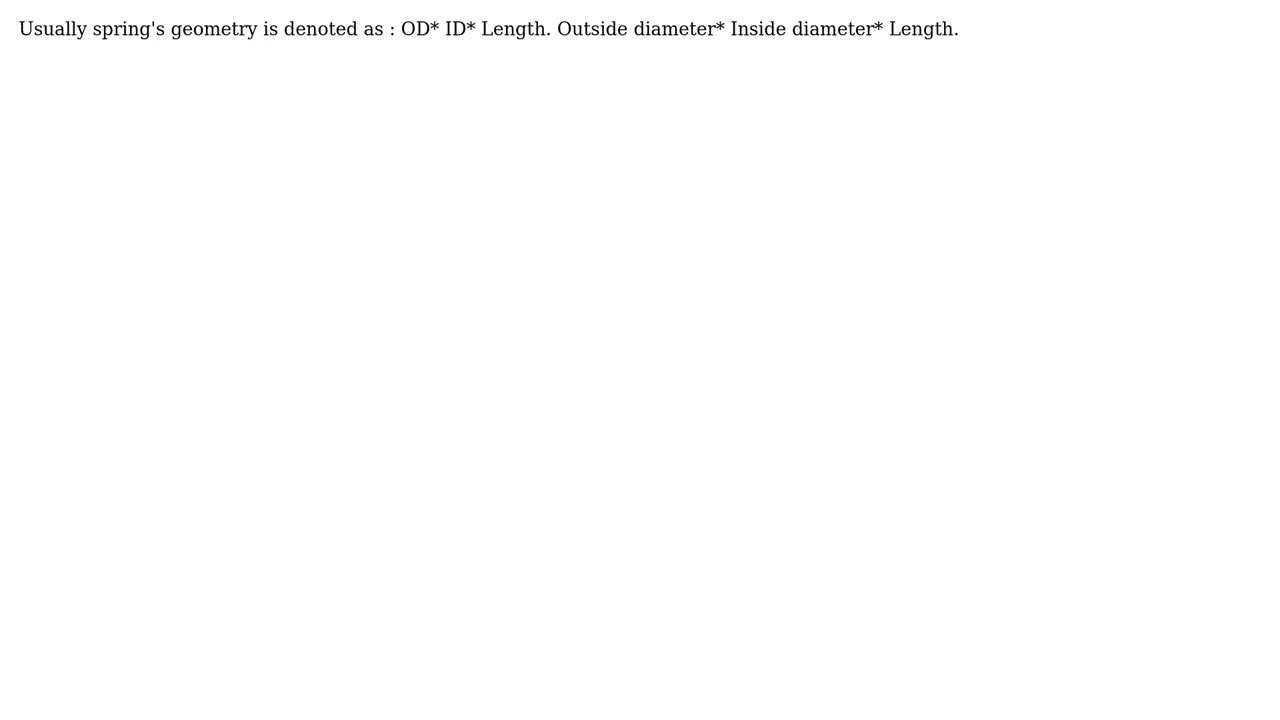 Usually spring's geometry is denoted as : OD* ID* Length. Outside diameter* Inside diameter* Length.